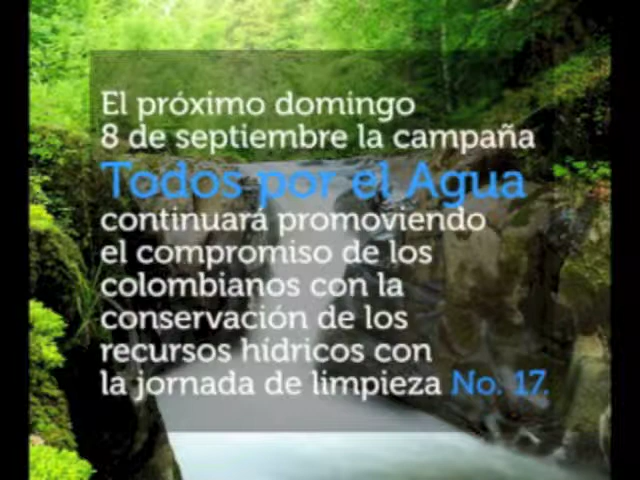 El próximo domingo
8 de septiembre la campaña
Todos por el Agua
continuará promoviendo
el compromiso de los
colombianos con la
conservación de los
recursos hídricos con
la jornada de limpieza No. 17.